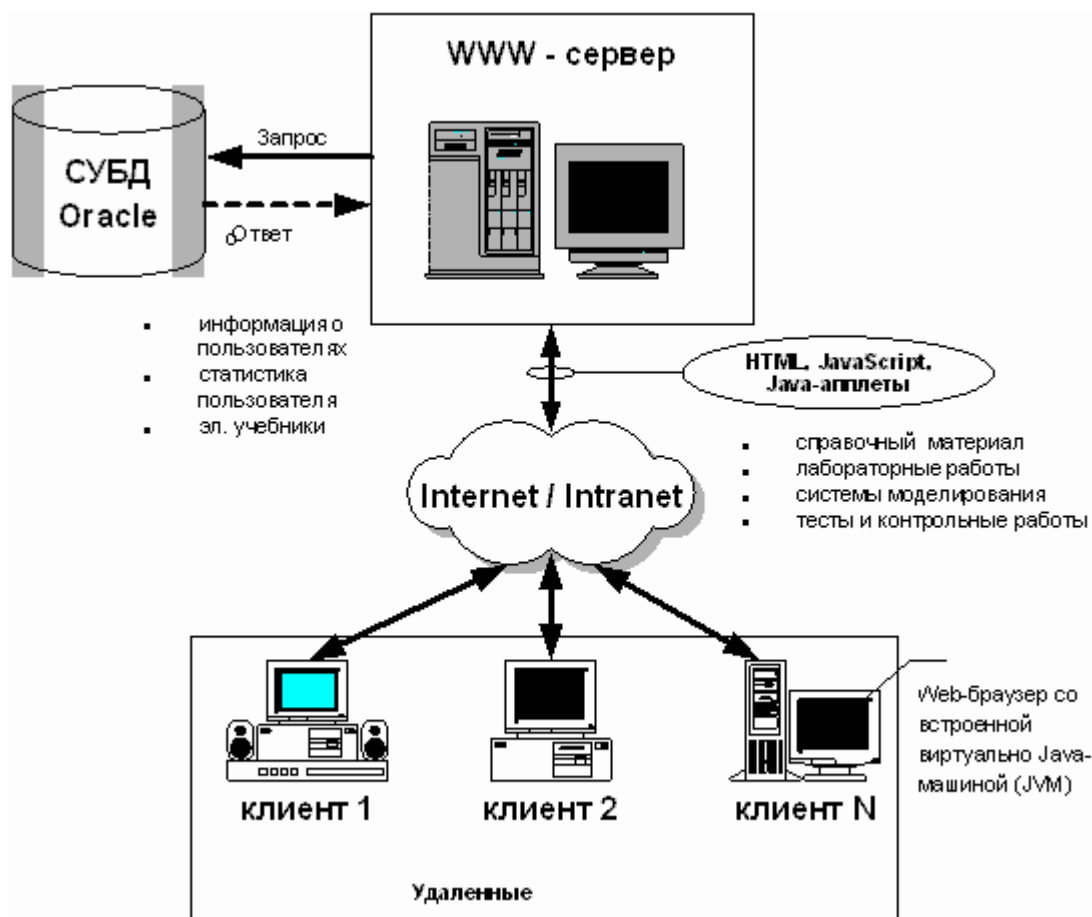 WWW - сервер
Запрос
СУБД
Oracle
Ответ
▪ информация о
пользователях
▪ статистика
пользователя
▪ эл. учебники
HTML, JavaScript,
Java-апплеты
▪ справочный материал
▪ лабораторные работы
▪ системы моделирования
▪ тесты и контрольные работы
Internet / Intranet
Web-браузер со
встроенной
виртуально Java-
машиной (JVM)
клиент 1
клиент 2
клиент N
Удаленные